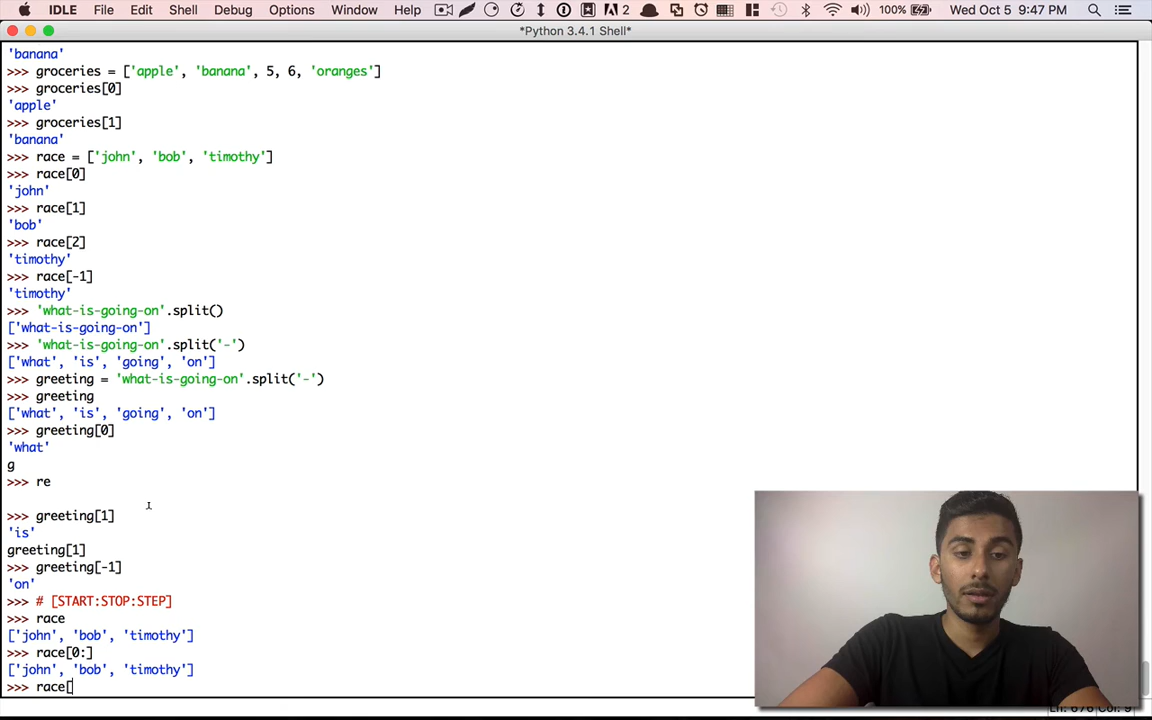 IDLE File Edit Shell Debug Options Window Help 2 100% Wed Oct 5 9:47 PM
*Python 3.4.1 Shell*
'banana'
>>> groceries = ['apple', 'banana', 5, 6, 'oranges']
>>> groceries[0]
'apple'
>>> groceries[1]
'banana'
>>> race = ['john', 'bob', 'timothy']
>>> race[0]
'john'
>>> race[1]
'bob'
>>> race[2]
'timothy'
>>> race[-1]
'timothy'
>>> 'what-is-going-on'.split()
['what-is-going-on']
>>> 'what-is-going-on'.split('-')
['what', 'is', 'going', 'on']
>>> greeting = 'what-is-going-on'.split('-')
>>> greeting
['what', 'is', 'going', 'on']
>>> greeting[0]
'what'
g
>>> re
>>> greeting[1]
'is'
greeting[1]
>>> greeting[-1]
'on'
>>> # [START:STOP:STEP]
>>> race
['john', 'bob', 'timothy']
>>> race[0:]
['john', 'bob', 'timothy']
>>> race[
Ln: 676 Col: 9